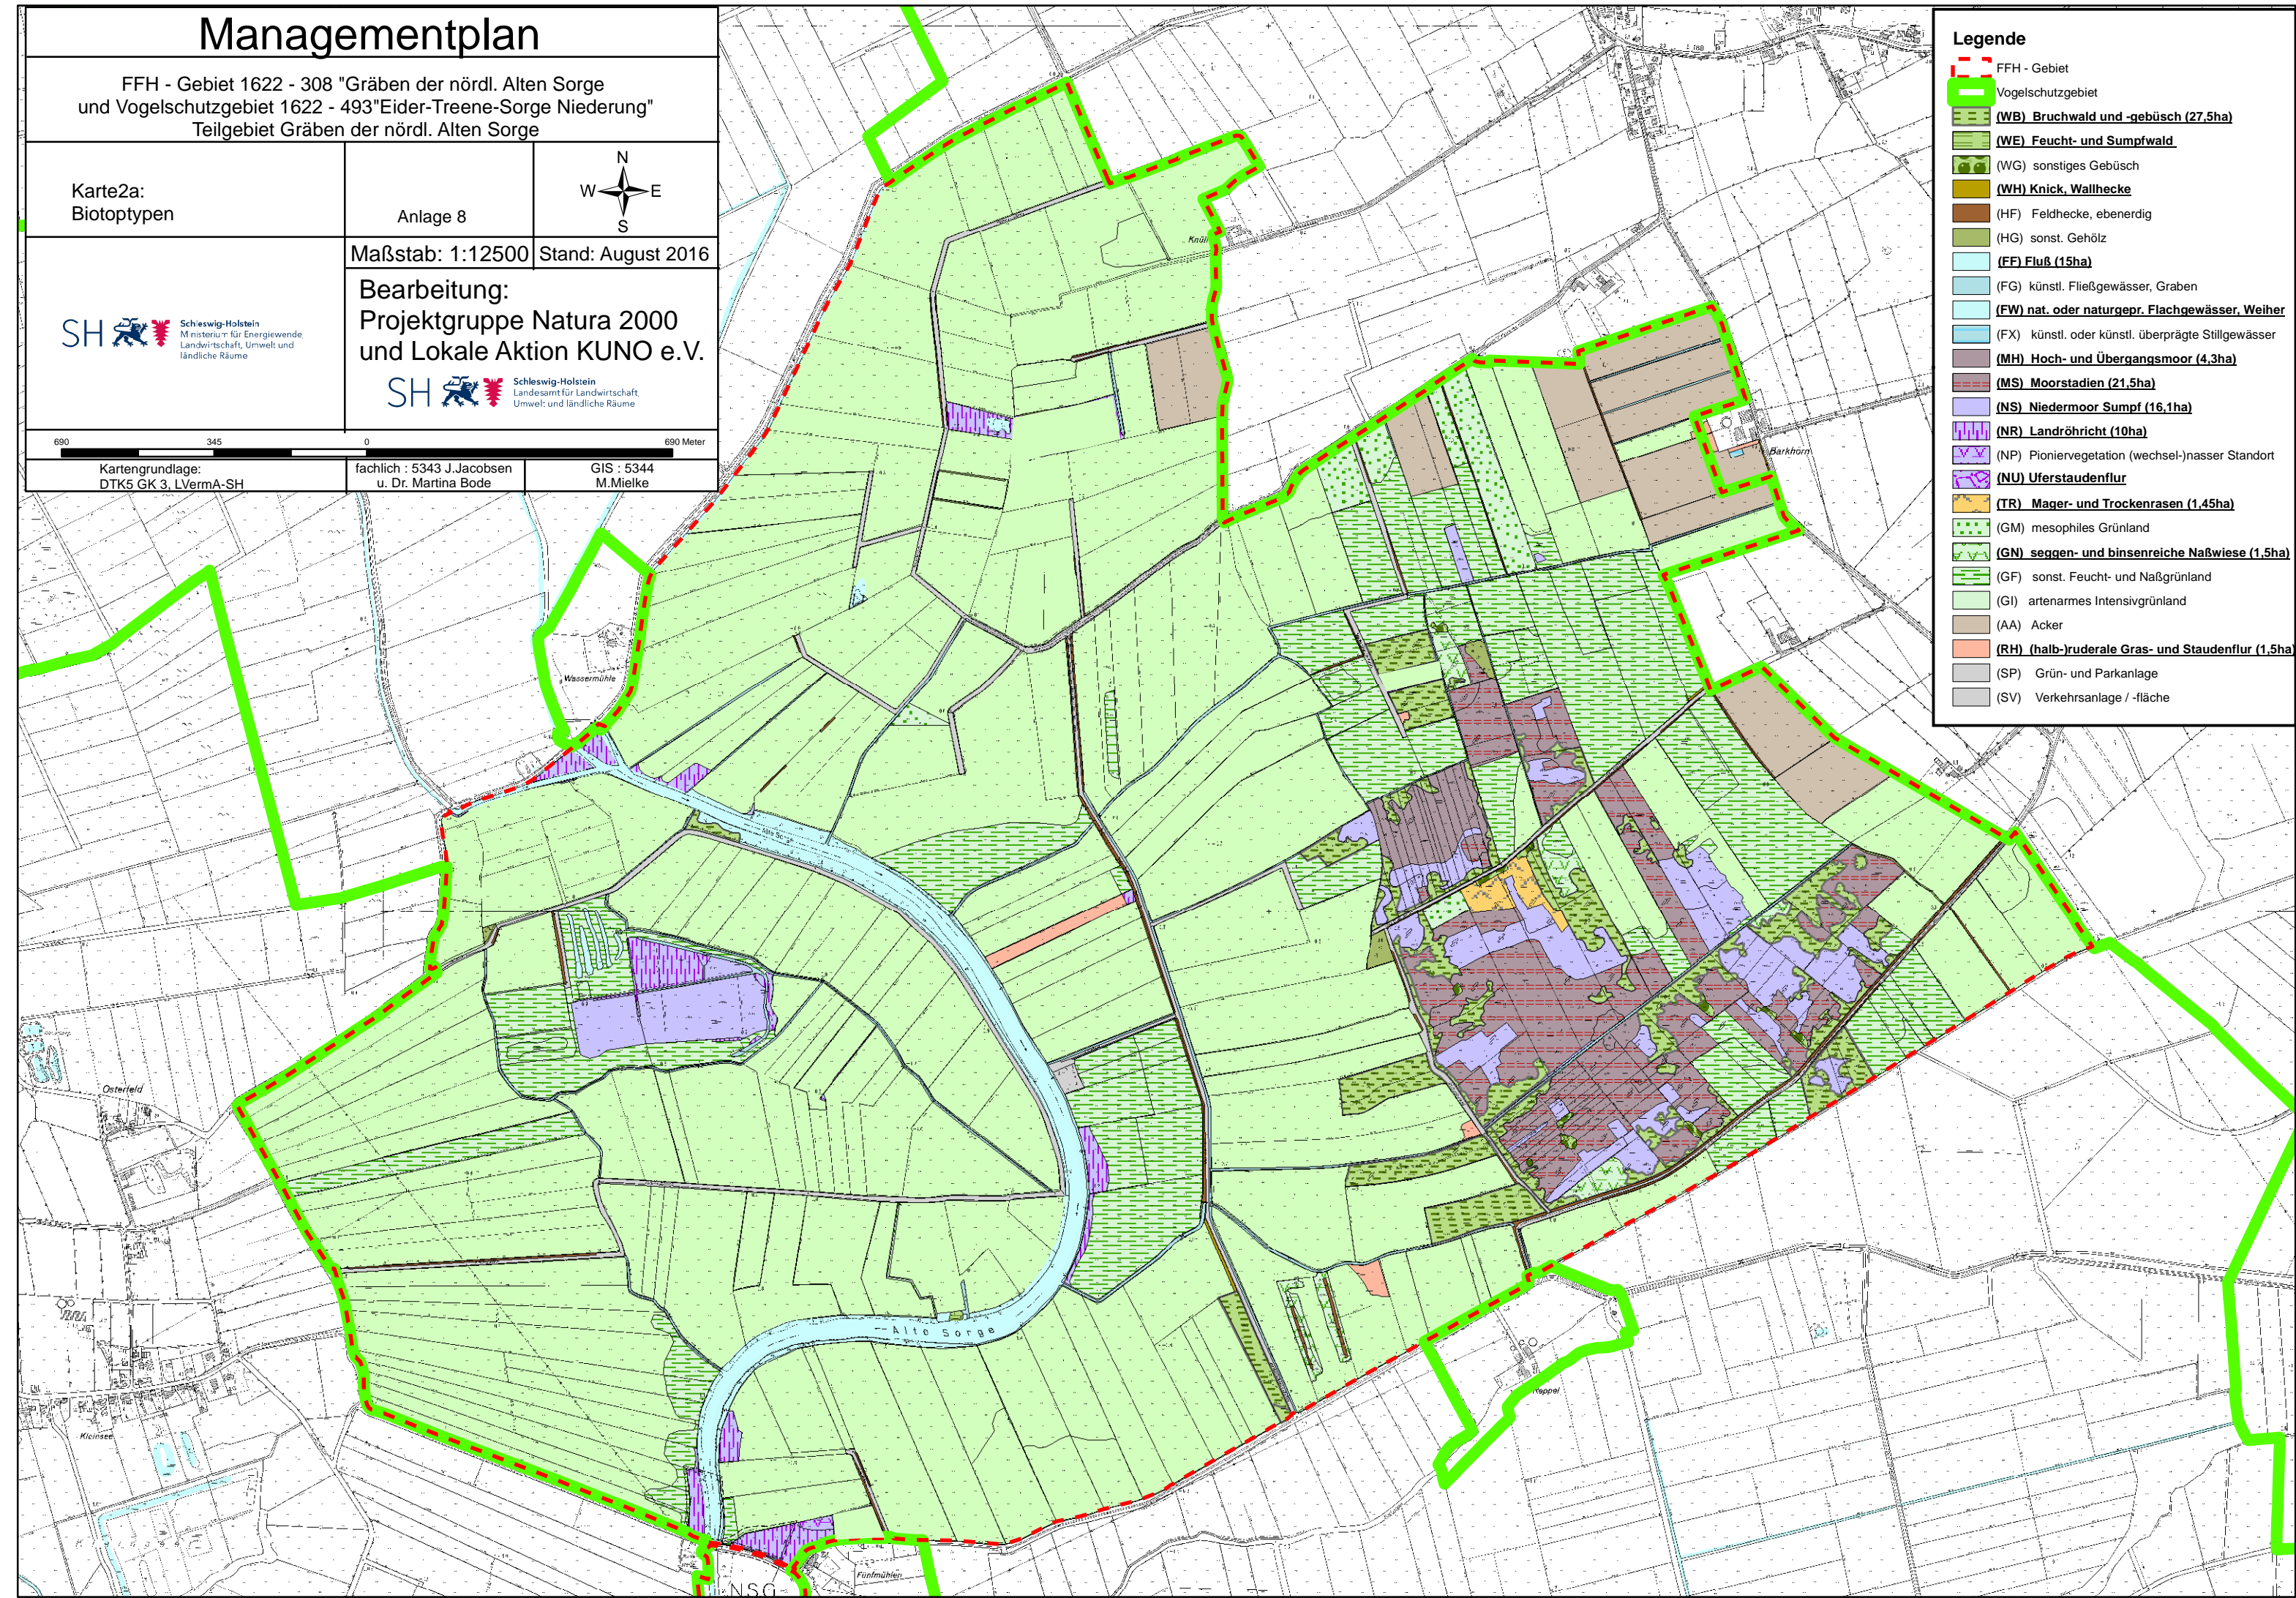 Managementplan
FFH - Gebiet 1622 - 308 "Gräben der nördl. Alten Sorge
und Vogelschutzgebiet 1622 - 493"Eider-Treene-Sorge Niederung"
Teilgebiet Gräben der nördl. Alten Sorge
Karte2a:
Biotoptypen
Anlage 8
N
W
E
S
Maßstab: 1:12500
Stand: August 2016
Bearbeitung:
Projektgruppe Natura 2000
und Lokale Aktion KUNO e.V.
SH
Schleswig-Holstein
Ministerium für Energiewende,
Landwirtschaft, Umwelt und
ländliche Räume
SH
Schleswig-Holstein
Landesamt für Landwirtschaft,
Umwelt und ländliche Räume
690
345
0
690 Meter
Kartengrundlage:
DTK5 GK 3, LVermA-SH
fachlich : 5343 J.Jacobsen
u. Dr. Martina Bode
GIS : 5344
M.Mielke
Legende
FFH - Gebiet
Vogelschutzgebiet
(WB) Bruchwald und -gebüsch (27,5ha)
(WE) Feucht- und Sumpfwald
(WG) sonstiges Gebüsch
(WH) Knick, Wallhecke
(HF) Feldhecke, ebenerdig
(HG) sonst. Gehölz
(FF) Fluß (15ha)
(FG) künstl. Fließgewässer, Graben
(FW) nat. oder naturgepr. Flachgewässer, Weiher
(FX) künstl. oder künstl. überprägte Stillgewässer
(MH) Hoch- und Übergangsmoor (4,3ha)
(MS) Moorstadien (21,5ha)
(NS) Niedermoor Sumpf (16,1ha)
(NR) Landröhricht (10ha)
(NP) Pioniervegetation (wechsel-)nasser Standort
(NU) Uferstaudenflur
(TR) Mager- und Trockenrasen (1,45ha)
(GM) mesophiles Grünland
(GN) seggen- und binsenreiche Naßwiese (1,5ha)
(GF) sonst. Feucht- und Naßgrünland
(GI) artenarmes Intensivgrünland
(AA) Acker
(RH) (halb-)ruderale Gras- und Staudenflur (1,5ha)
(SP) Grün- und Parkanlage
(SV) Verkehrsanlage / -fläche
Knüll
Barkhorn
Wassermühle
Alte Sorge
Osterfeld
Alte Sorge
Kleinsee
Koppel
Fünfmühlen
NSG